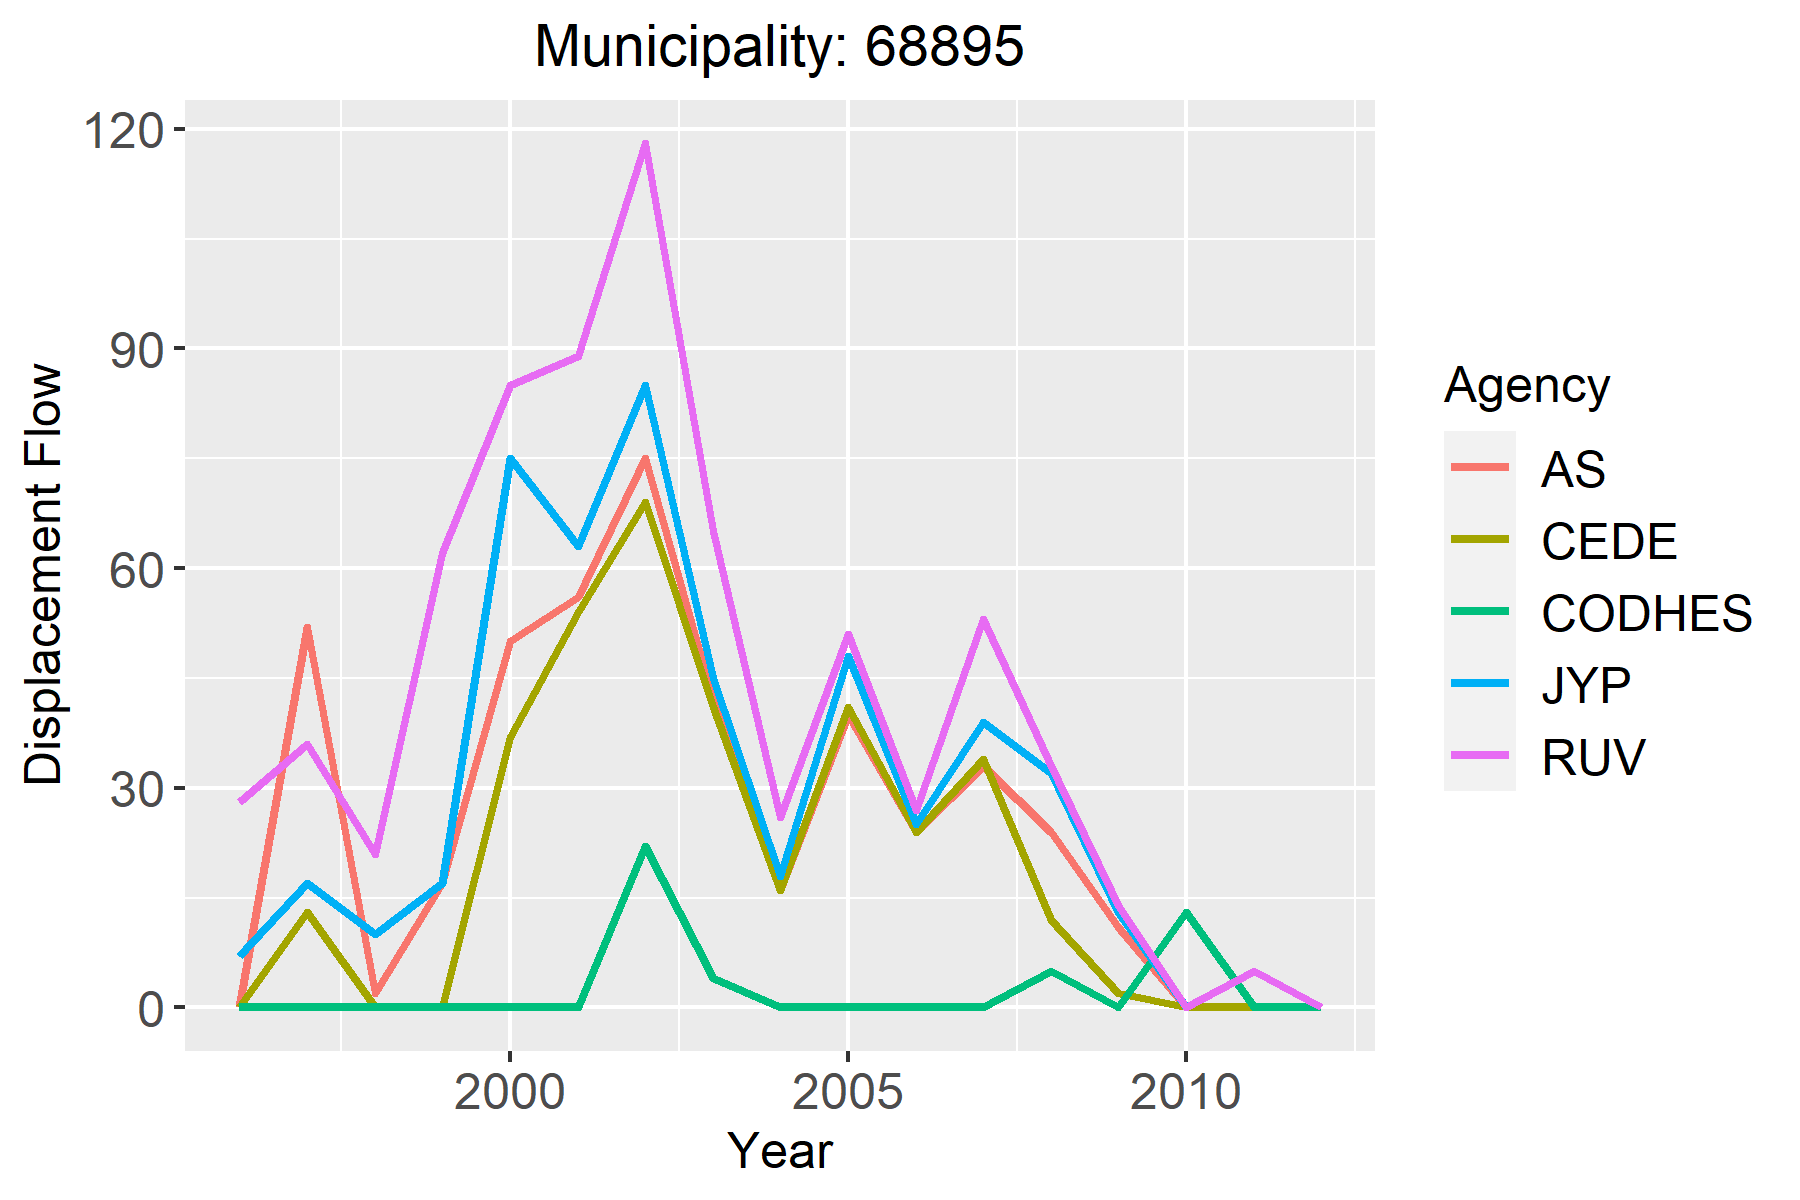 Municipality: 68895
120
90
60
30
0
Displacement Flow
2000
2005
2010
Year
Agency
AS
CEDE
CODHES
JYP
RUV